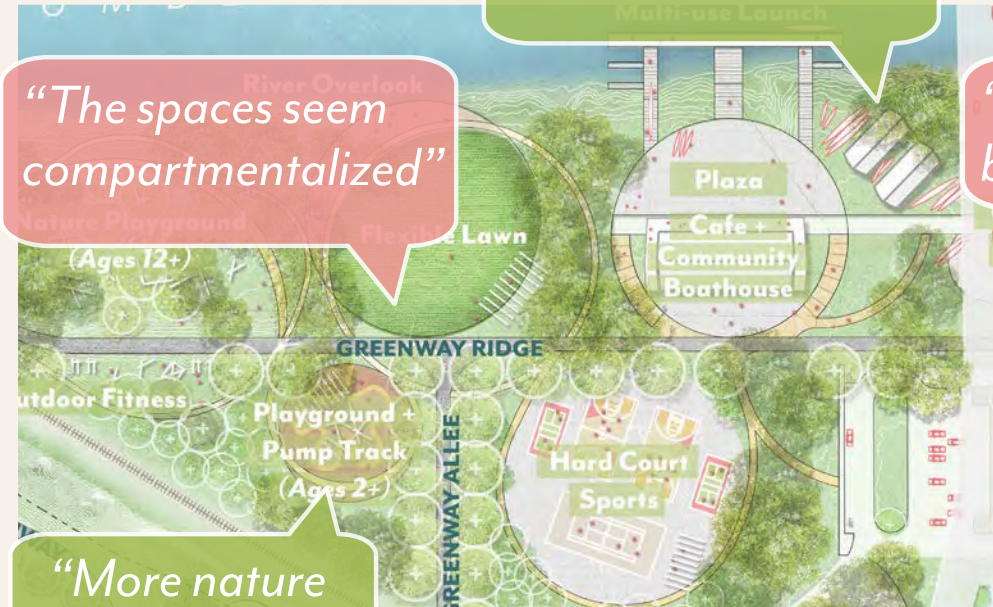 Multi-use Launch
River Overlook
“The spaces seem
compartmentalized”
Plaza
Nature Playground
(Ages 12+)
Flexible Lawn
Cafe +
Community
Boathouse
GREENWAY RIDGE
utdoor Fitness
Playground +
Pump Track
(Ages 2+)
GREENWAY ALLEE
Hard Court
Sports
“More nature
“
b
WAY